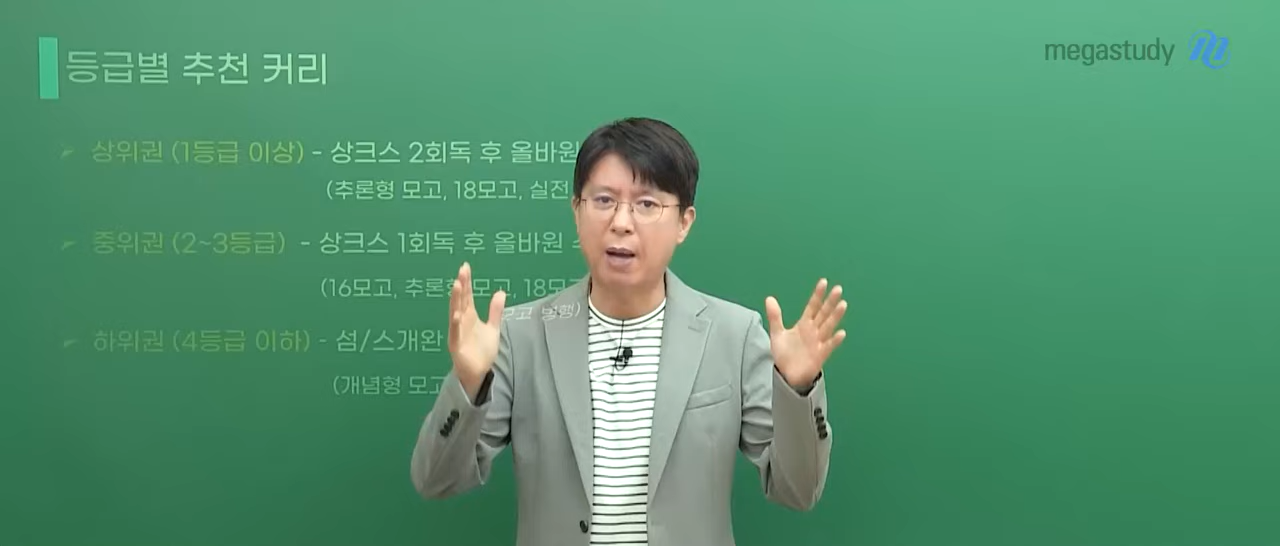 등급별 추천 커리
megastudy
상위권 (1등급 이상) - 상크스 2회독 후 올바원
(추론형 모고, 18모고, 실전
중위권 (2~3등급) - 상크스 1회독 후 올바원
(16모고, 추론형 모고, 18모고
모고 병행)
하위권 (4등급 이하) - 섬/스개완
(개념형 모고